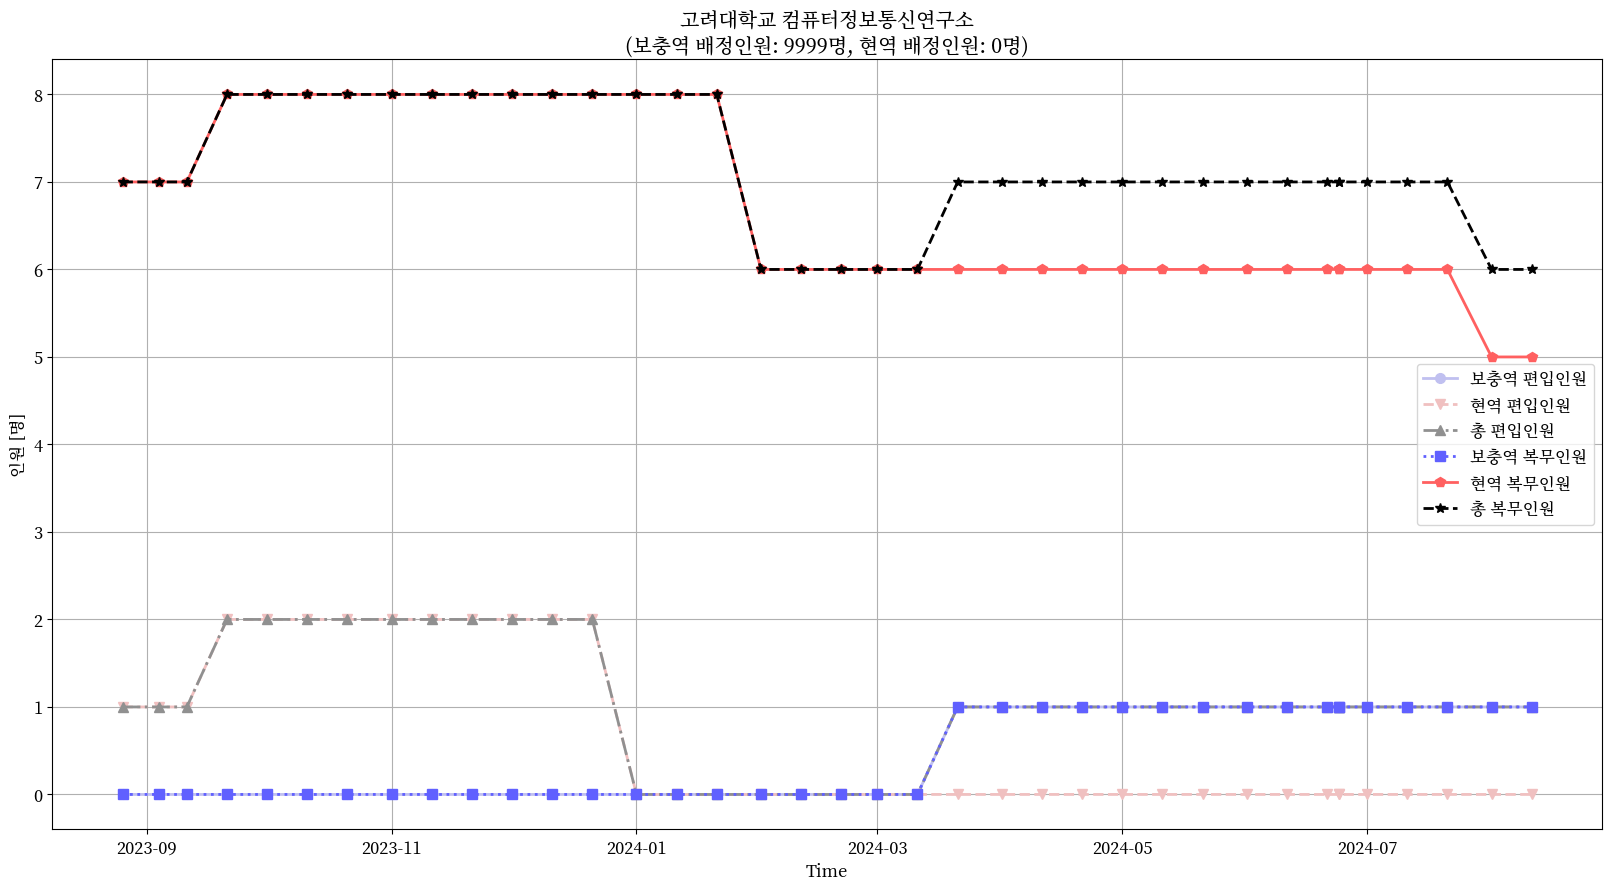 고려대학교 컴퓨터정보통신연구소
(보충역 배정인원: 9999명, 현역 배정인원: 0명)
8
7
6
5
4
3
2
1
0
인원 [명]
보충역 편입인원
현역 편입인원
총 편입인원
보충역 복무인원
현역 복무인원
총 복무인원
2023-09
2023-11
2024-01
2024-03
2024-05
2024-07
Time